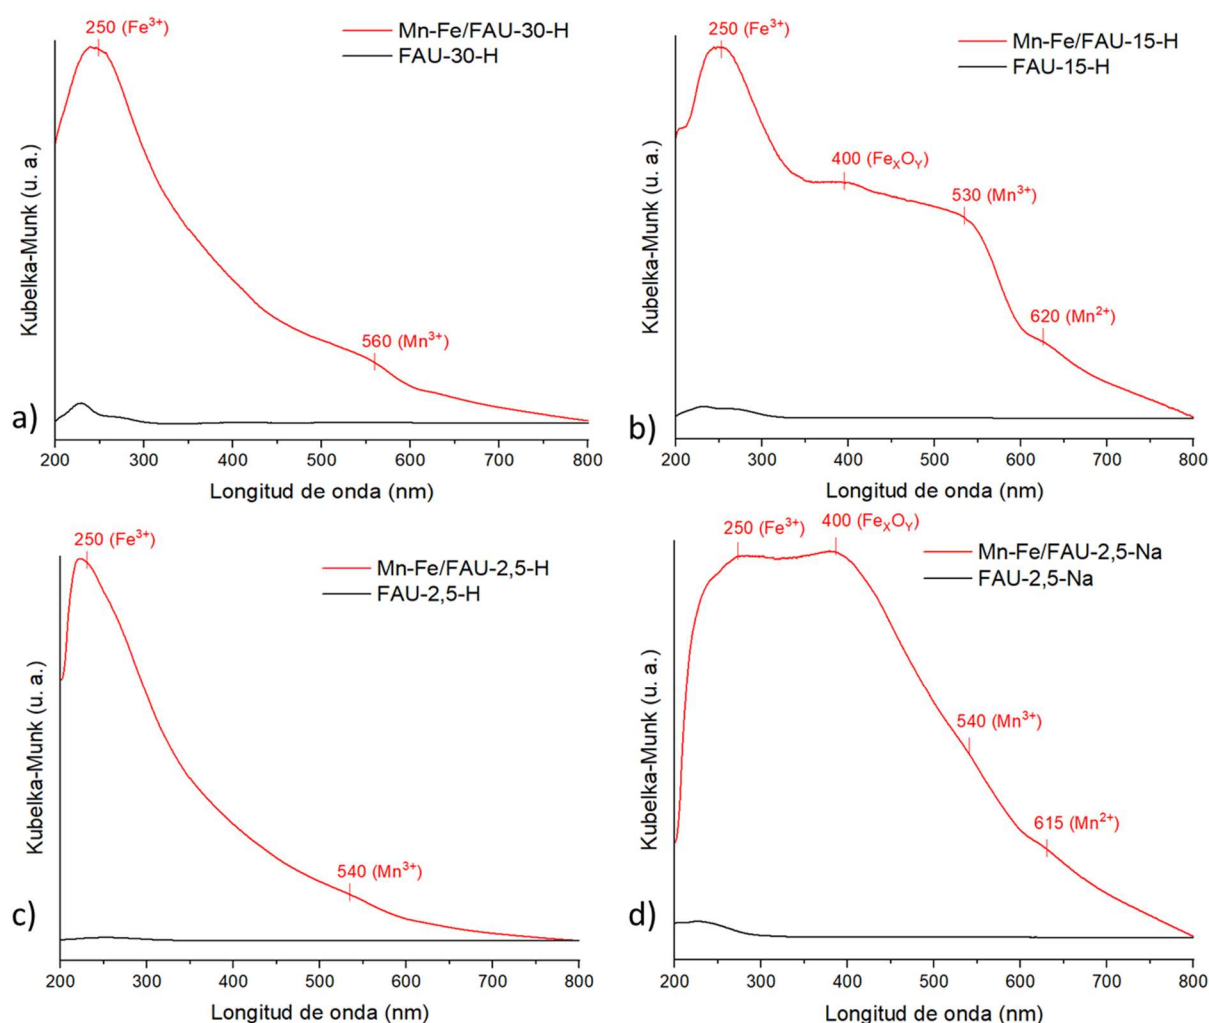 250 (Fe³⁺)
Mn-Fe/FAU-30-H
FAU-30-H
560 (Mn³⁺)
Kubelka-Munk (u. a.)
a)
200 300 400 500 600 700 800
Longitud de onda (nm)
250 (Fe³⁺)
Mn-Fe/FAU-15-H
FAU-15-H
400 (FeₓOᵧ)
530 (Mn³⁺)
620 (Mn²⁺)
Kubelka-Munk (u. a.)
b)
200 300 400 500 600 700 800
Longitud de onda (nm)
250 (Fe³⁺)
Mn-Fe/FAU-2,5-H
FAU-2,5-H
540 (Mn³⁺)
Kubelka-Munk (u. a.)
c)
200 300 400 500 600 700 800
Longitud de onda (nm)
250 (Fe³⁺)
400 (FeₓOᵧ)
Mn-Fe/FAU-2,5-Na
FAU-2,5-Na
540 (Mn³⁺)
615 (Mn²⁺)
Kubelka-Munk (u. a.)
d)
200 300 400 500 600 700 800
Longitud de onda (nm)